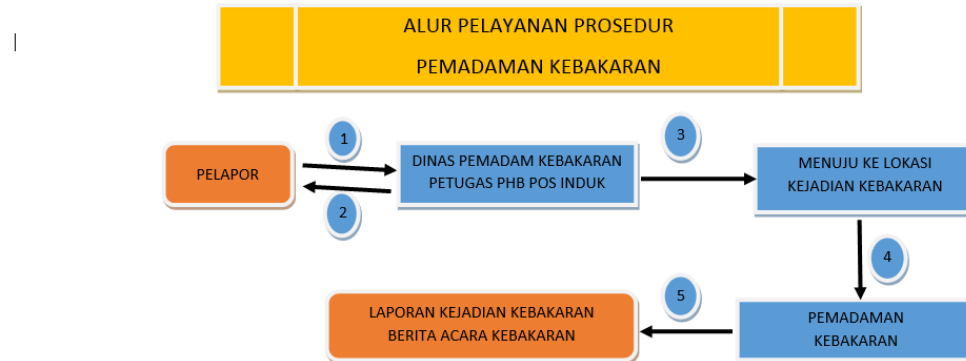 ALUR PELAYANAN PROSEDUR
PEMADAMAN KEBAKARAN
1
3
PELAPOR
DINAS PEMADAM KEBAKARAN
PETUGAS PHB POS INDUK
MENUJU KE LOKASI
KEJADIAN KEBAKARAN
2
4
5
LAPORAN KEJADIAN KEBAKARAN
BERITA ACARA KEBAKARAN
PEMADAMAN
KEBAKARAN